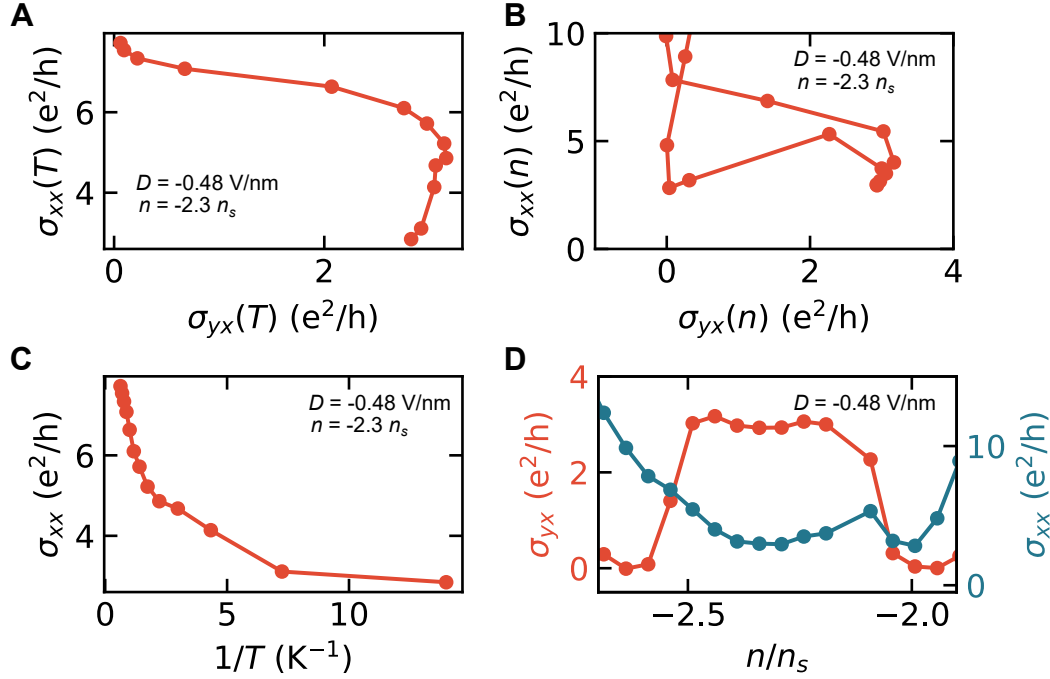 A
σxx(T) (e²/h)
6
4
D = -0.48 V/nm
n = -2.3 ns
0
2
σyx(T) (e²/h)
B
σxx(n) (e²/h)
10
5
0
D = -0.48 V/nm
n = -2.3 ns
0
2
4
σyx(n) (e²/h)
C
σxx (e²/h)
6
4
D = -0.48 V/nm
n = -2.3 ns
0
5
10
1/T (K⁻¹)
D
σyx (e²/h)
4
2
0
D = -0.48 V/nm
10
0
σxx (e²/h)
−2.5
−2.0
n/ns